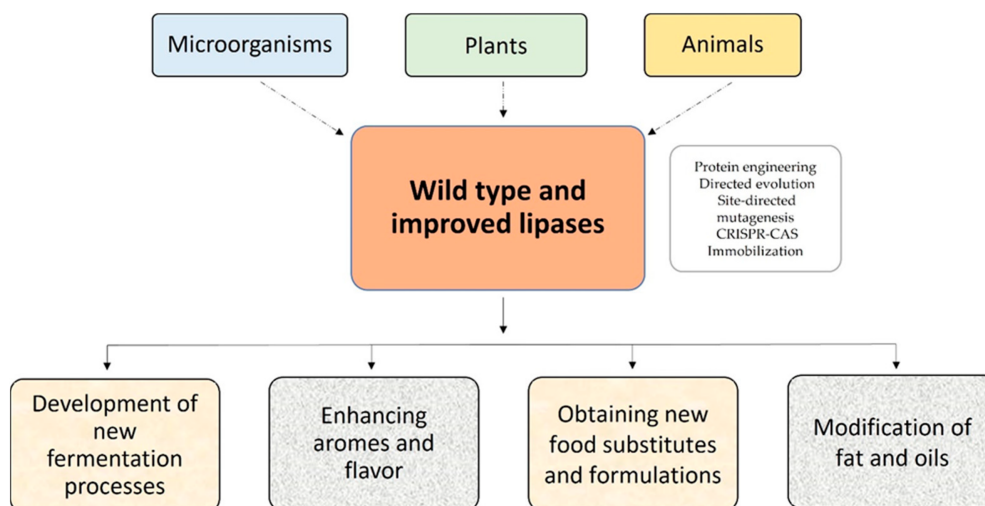 Microorganisms
Plants
Animals
Wild type and
improved lipases
Protein engineering
Directed evolution
Site-directed
mutagenesis
CRISPR-CAS
Immobilization
Development of
new
fermentation
processes
Enhancing
aromes and
flavor
Obtaining new
food substitutes
and formulations
Modification of
fat and oils